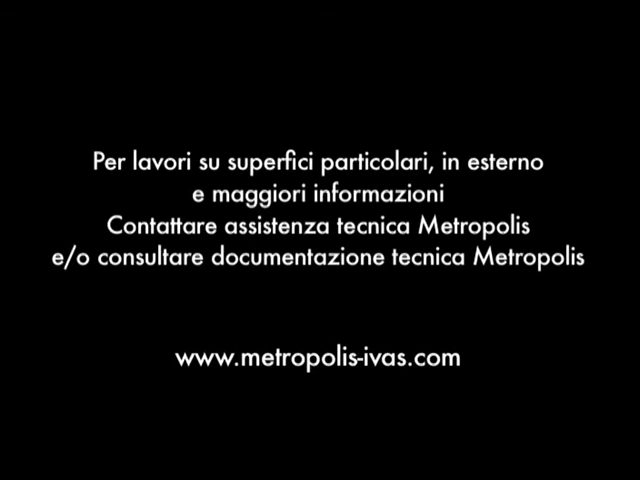 Per lavori su superfici particolari, in esterno
e maggiori informazioni
Contattare assistenza tecnica Metropolis
e/o consultare documentazione tecnica Metropolis
www.metropolis-ivas.com